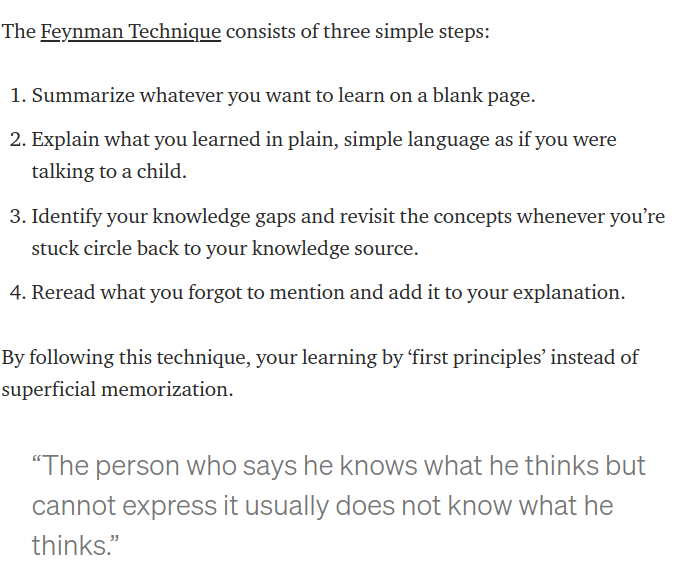 The Feynman Technique consists of three simple steps:
1. Summarize whatever you want to learn on a blank page.
2. Explain what you learned in plain, simple language as if you were
talking to a child.
3. Identify your knowledge gaps and revisit the concepts whenever you’re
stuck circle back to your knowledge source.
4. Reread what you forgot to mention and add it to your explanation.
By following this technique, your learning by ‘first principles’ instead of
superficial memorization.
“The person who says he knows what he thinks but
cannot express it usually does not know what he
thinks.”